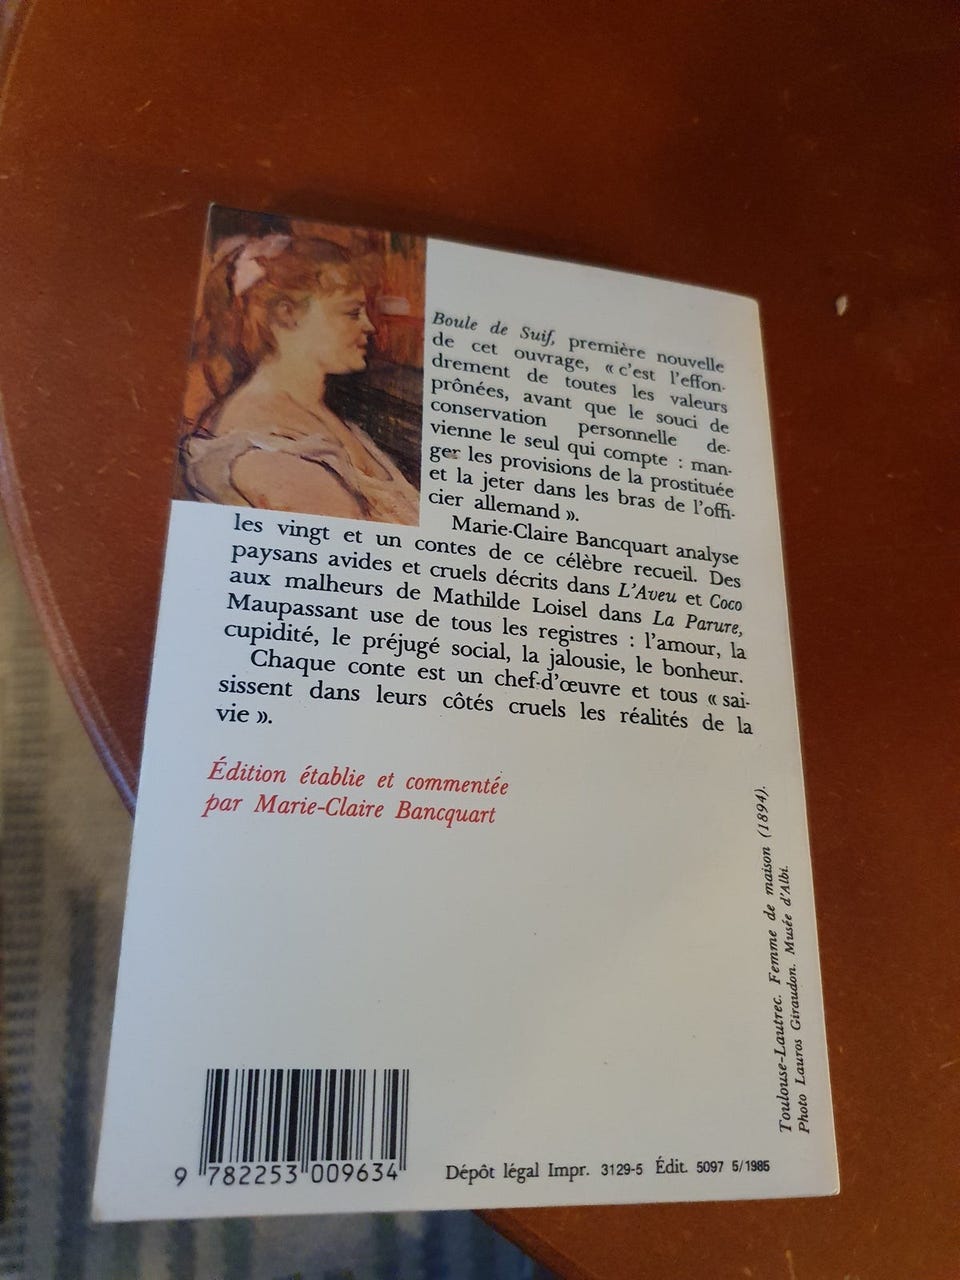 Boule de Suif, première nouvelle
de cet ouvrage, « c'est l'effon-
drement de toutes les valeurs
prônées, avant que le souci de
conservation personnelle de-
vienne le seul qui compte : man-
ger les provisions de la prostituée
et la jeter dans les bras de l'offi-
cier allemand ».
Marie-Claire Bancquart analyse
les vingt et un contes de ce célèbre recueil. Des
paysans avides et cruels décrits dans L'Aveu et Coco
aux malheurs de Mathilde Loisel dans La Parure,
Maupassant use de tous les registres : l'amour, la
cupidité, le préjugé social, la jalousie, le bonheur.
Chaque conte est un chef-d'œuvre et tous « sai-
sissent dans leurs côtés cruels les réalités de la
vie ».
Édition établie et commentée
par Marie-Claire Bancquart
Toulouse-Lautrec. Femme de maison (1894).
Photo Lauros Giraudon. Musée d'Albi.
9 782253 009634
Dépôt légal Impr. 3129-5 Édit. 5097 5/1985